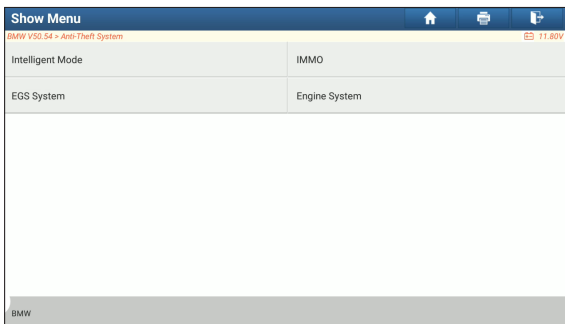 Show Menu
BMW V50.54 > Anti-Theft System
11.80V
Intelligent Mode
IMMO
EGS System
Engine System
BMW